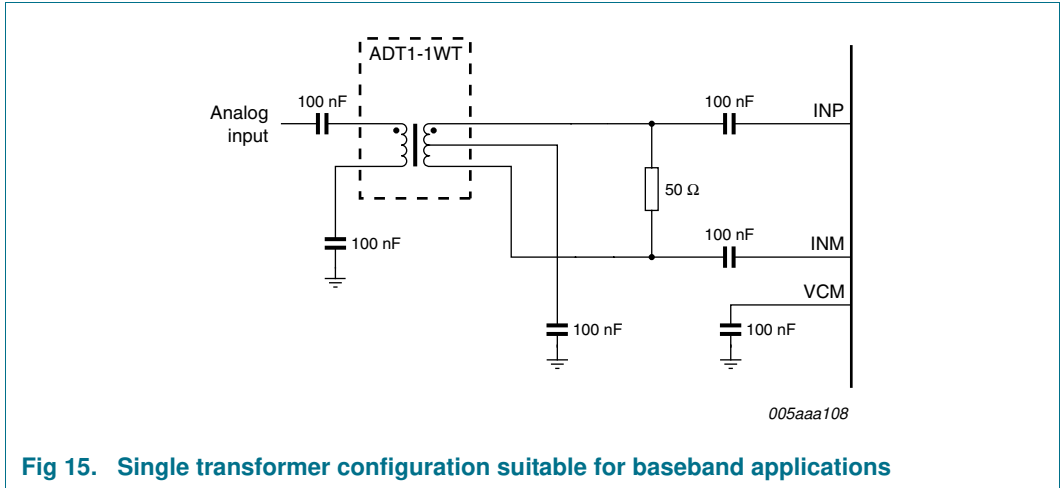 ADT1-1WT
Analog
input
100 nF
100 nF
INP
50 Ω
100 nF
INM
100 nF
VCM
100 nF
100 nF
005aaa108
Fig 15. Single transformer configuration suitable for baseband applications